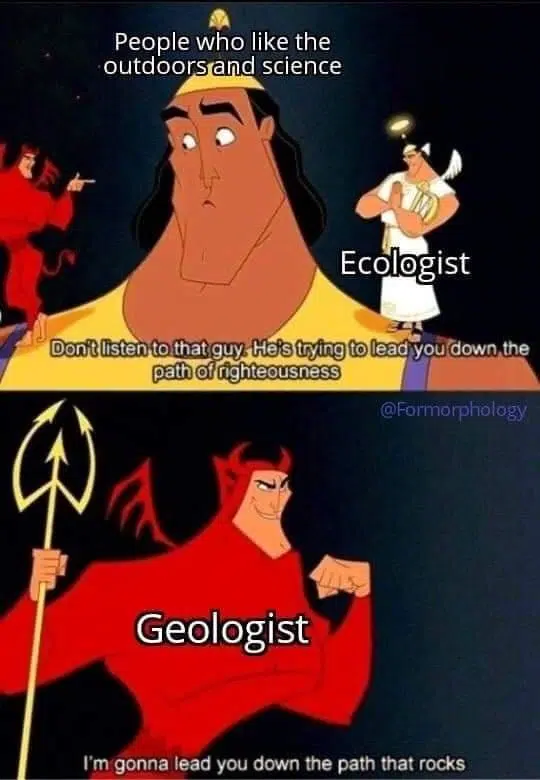 People who like the
outdoors and science
Ecologist
Don't listen to that guy. He's trying to lead you down the
path of righteousness
@Formorphology
Geologist
I'm gonna lead you down the path that rocks